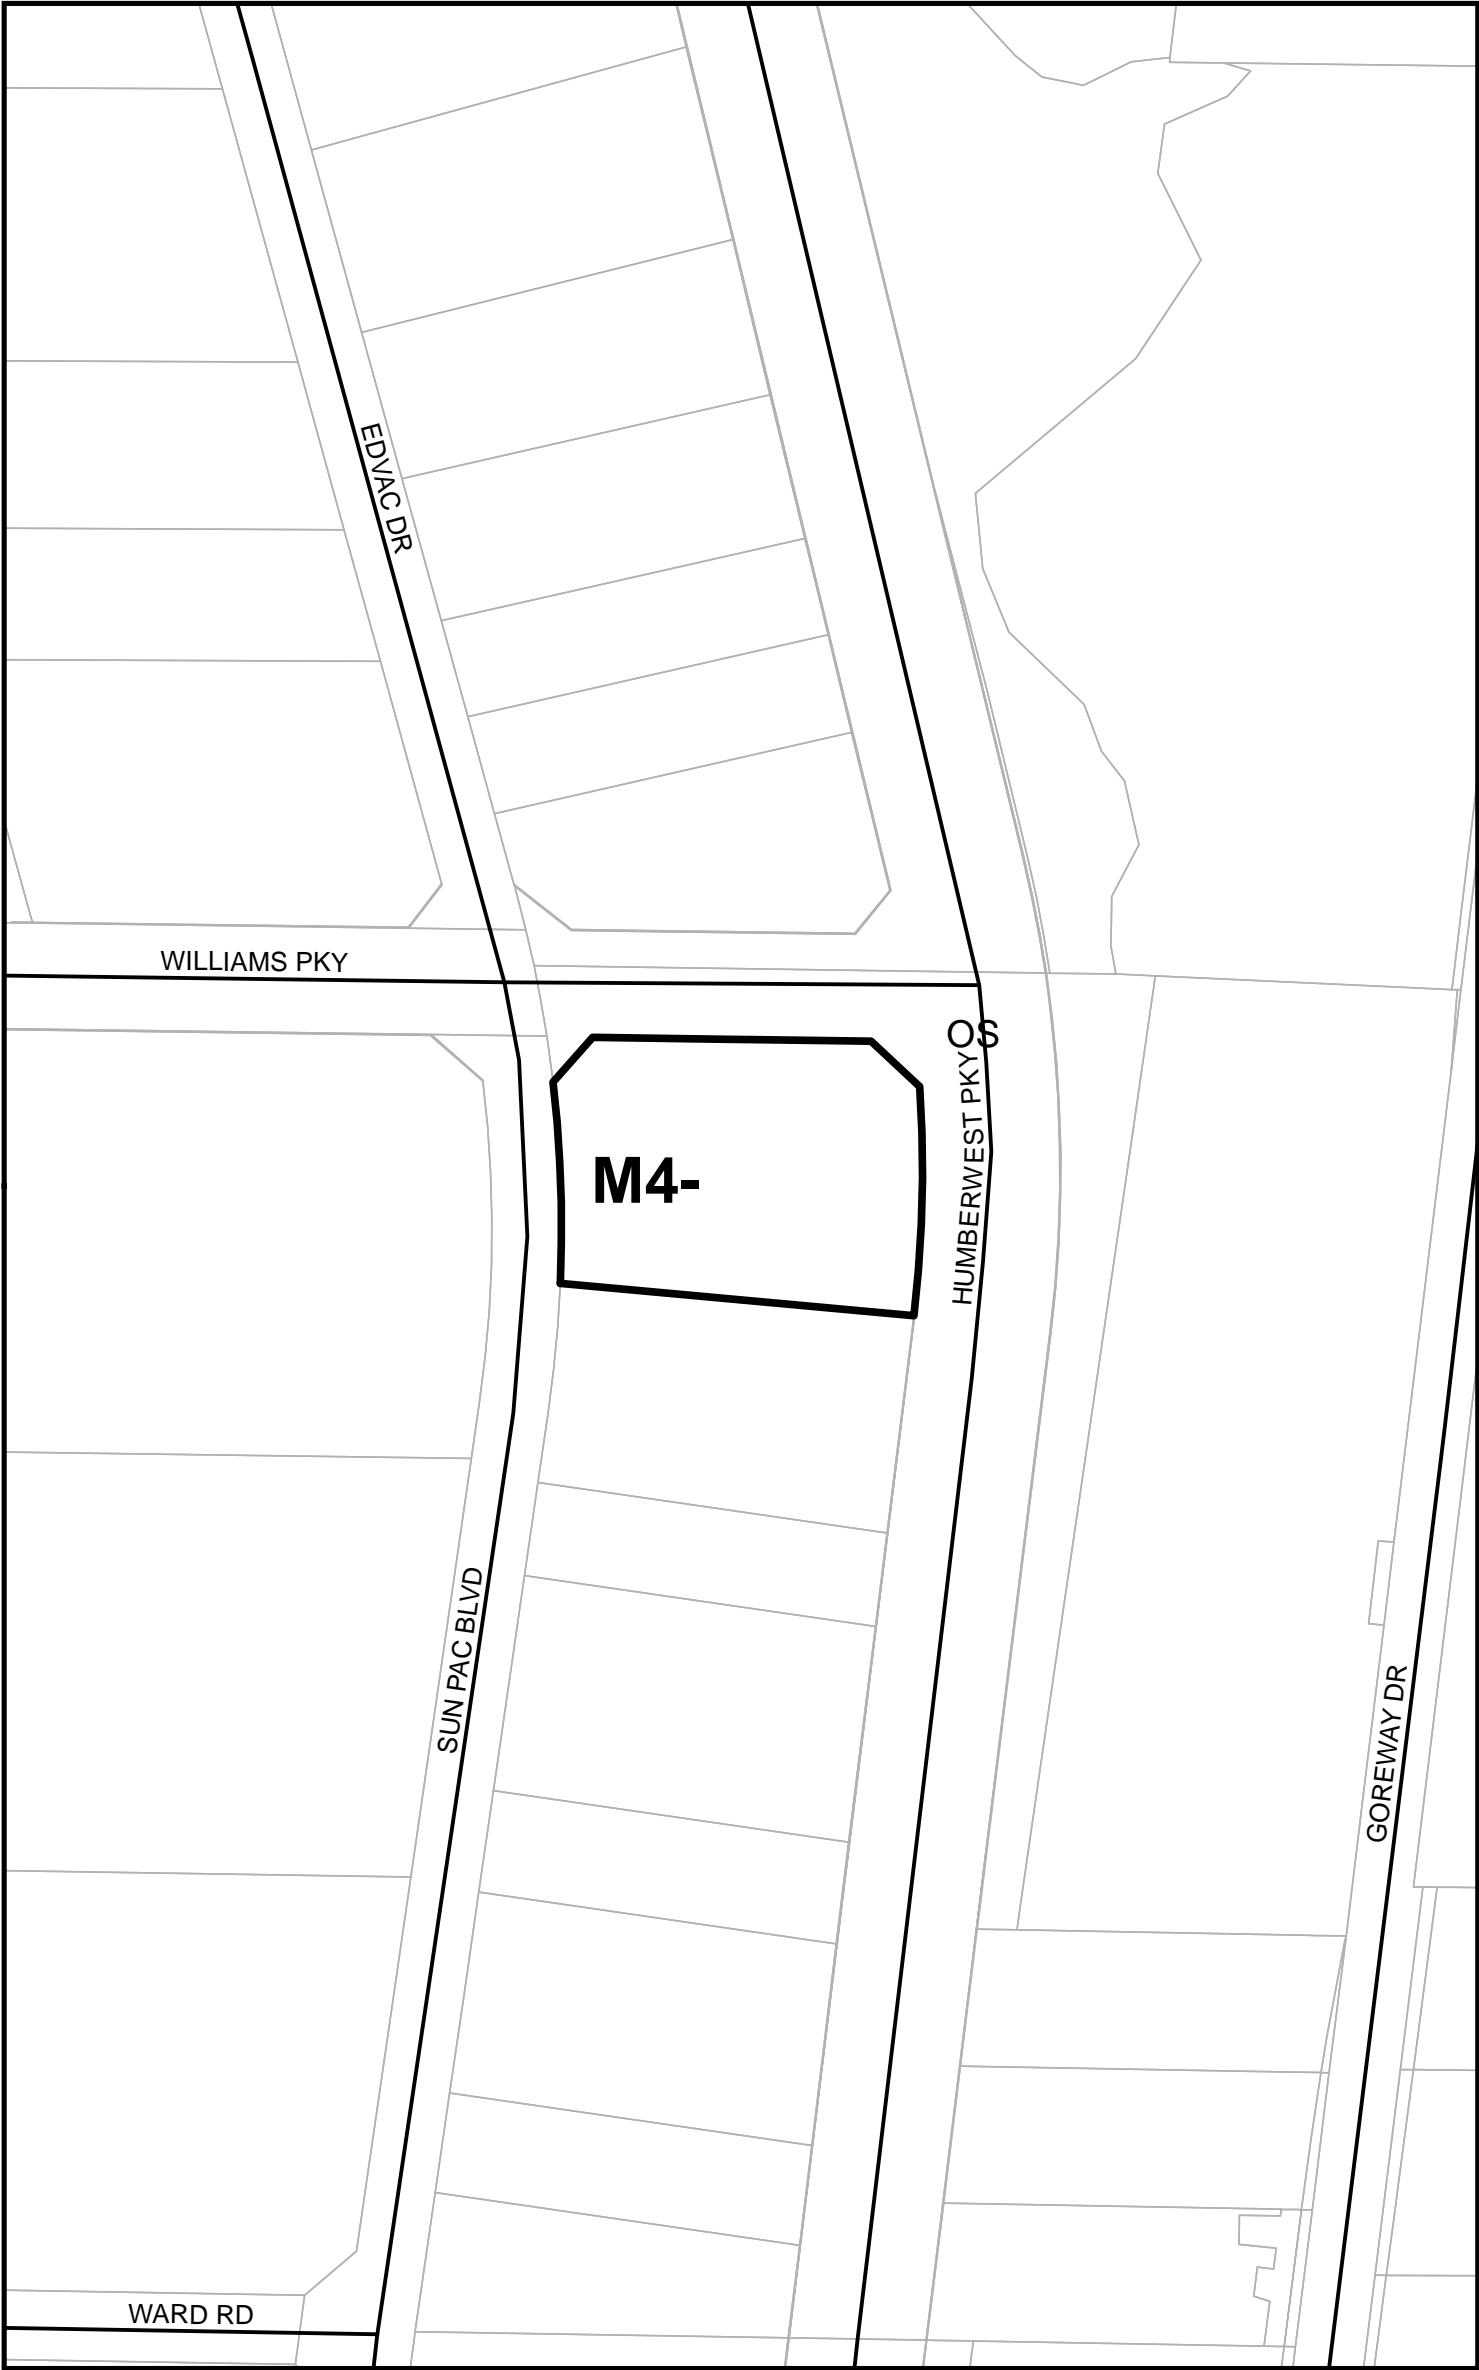 EDVAC DR
WILLIAMS PKY
OS
HUMBERWEST PKY
M4-
SUN PAC BLVD
GOREWAY DR
WARD RD